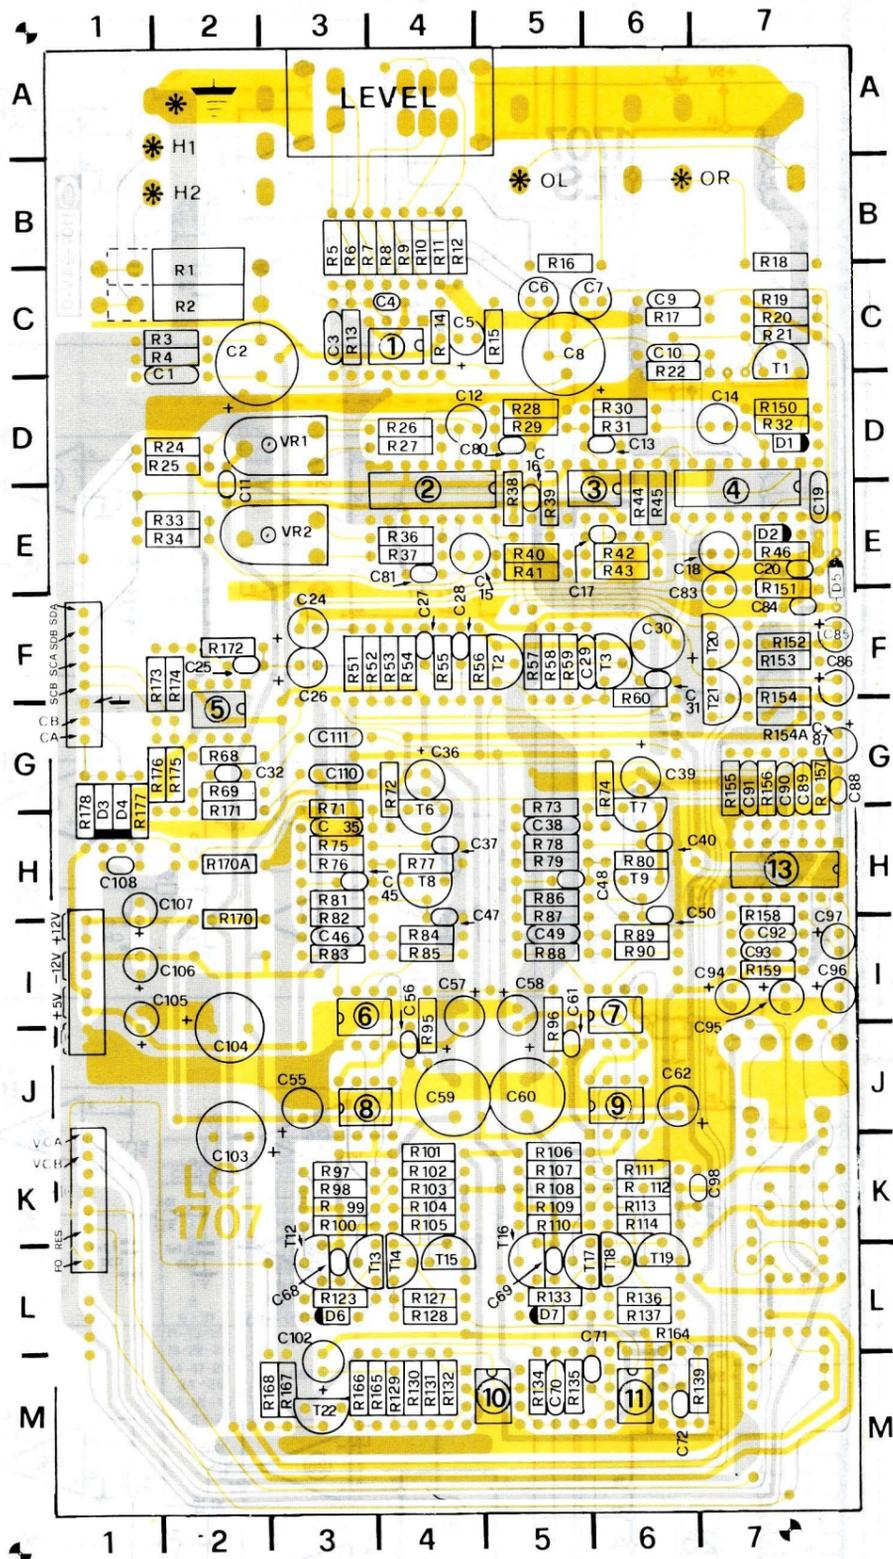 1 2 3 4 5 6 7
A LEVEL A
H1
H2 OL OR
B B
R5 R6 R7 R8 R9 R10 R11 R12 R16 R18
R1
R2 C4 C6 C7 C9 R19
C R17 R20 C
R3 C3 R13 1 R14 C5 R15 C8 R21
R4 C2 C10 T1
C1 + R22
+ C12 + C14
R28 R30 R150
D R26 R29 R31 R32 D
R24 VR1 R27 C80 C13 D1
R25 C16
C11 2 R38 R39 3 R44 R45 4 C19
R33 R36 D2
E R34 VR2 R37 R40 R42 R46 E
C81 C15 R41 R43 C18 C20 D5
C17 C83 R151
C24 C27 C28 C84
SDA
SDB R172 + C30 T20 R152 + C85
F SCA C25 R51 R52 R53 R54 R55 R56 T2 R57 R58 R59 C29 T3 + R153 C86 F
SCB R173 R174 + C26 R60 C31 T21 R154 +
5
CB R154A +
CA C111 C87
G R176 R175 R68 C36 + C39 + G
C32 C110 R72 R74 R155 C91 R156 C90 C89 R157 C88
R69
R178 D3 D4 R177 R171 R71 T6 R73 T7
C35 C38
R75 C37 R78 C40
H R170A R76 R77 R79 R80 13 H
C108 C45 T8 C48 T9
C107 R81 R86
R170 R82 C47 R87 C50 R158 C97
+12V + C46 R84 C49 R89 C92
I -12V C106 R83 R85 R88 R90 C93 I
+ C56 C57 C58 C61 C94 R159 C96
+5V C105 + + + 7 + + +
+ C104 6 R95 R96 C95
+ +
J C55 8 C59 C60 9 C62 J
C103 + +
VCA + R101 R106
VCB R97 R102 R107 R111
K LC R98 R103 R108 R112 C98 K
1707 R99 R104 R109 R113
RES T12 R100 R105 T16 R110 R114
FO T13 T14 T15 T17 T18 T19
C68 C69
L R123 R127 R133 R136 L
D6 R128 D7 R137
C102 C71 R164
M R168 R167 + R166 R165 R129 R130 R131 R132 10 R134 C70 R135 11 R139 M
T22 C72
1 2 3 4 5 6 7